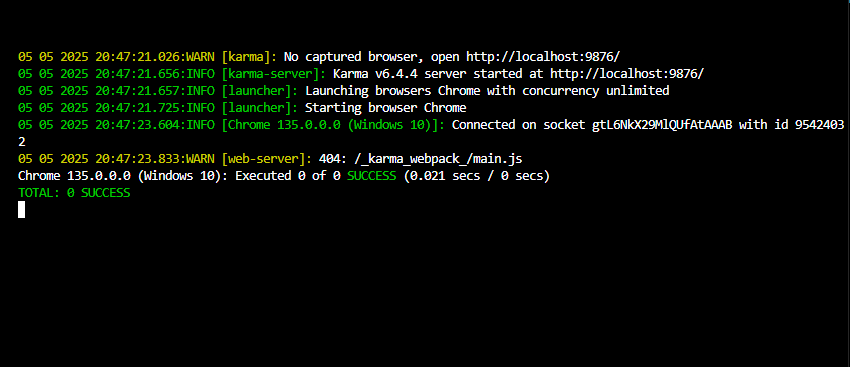 05 05 2025 20:47:21.026:WARN [karma]: No captured browser, open http://localhost:9876/
05 05 2025 20:47:21.656:INFO [karma-server]: Karma v6.4.4 server started at http://localhost:9876/
05 05 2025 20:47:21.657:INFO [launcher]: Launching browsers Chrome with concurrency unlimited
05 05 2025 20:47:21.725:INFO [launcher]: Starting browser Chrome
05 05 2025 20:47:23.604:INFO [Chrome 135.0.0.0 (Windows 10)]: Connected on socket gtL6NkX29MlQUfAtAAAB with id 9542403
2
05 05 2025 20:47:23.833:WARN [web-server]: 404: /_karma_webpack_/main.js
Chrome 135.0.0.0 (Windows 10): Executed 0 of 0 SUCCESS (0.021 secs / 0 secs)
TOTAL: 0 SUCCESS